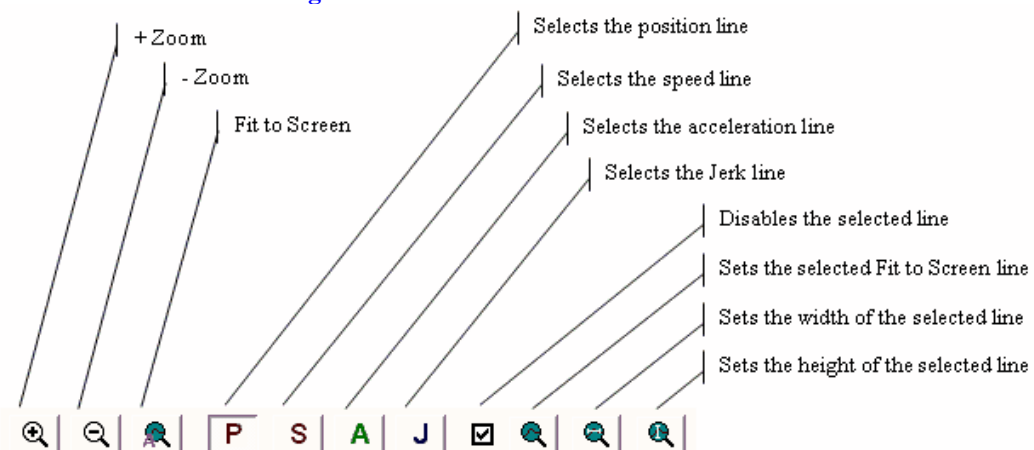 +Zoom
- Zoom
Fit to Screen
Selects the position line
Selects the speed line
Selects the acceleration line
Selects the Jerk line
Disables the selected line
Sets the selected Fit to Screen line
Sets the width of the selected line
Sets the height of the selected line
A P S A J